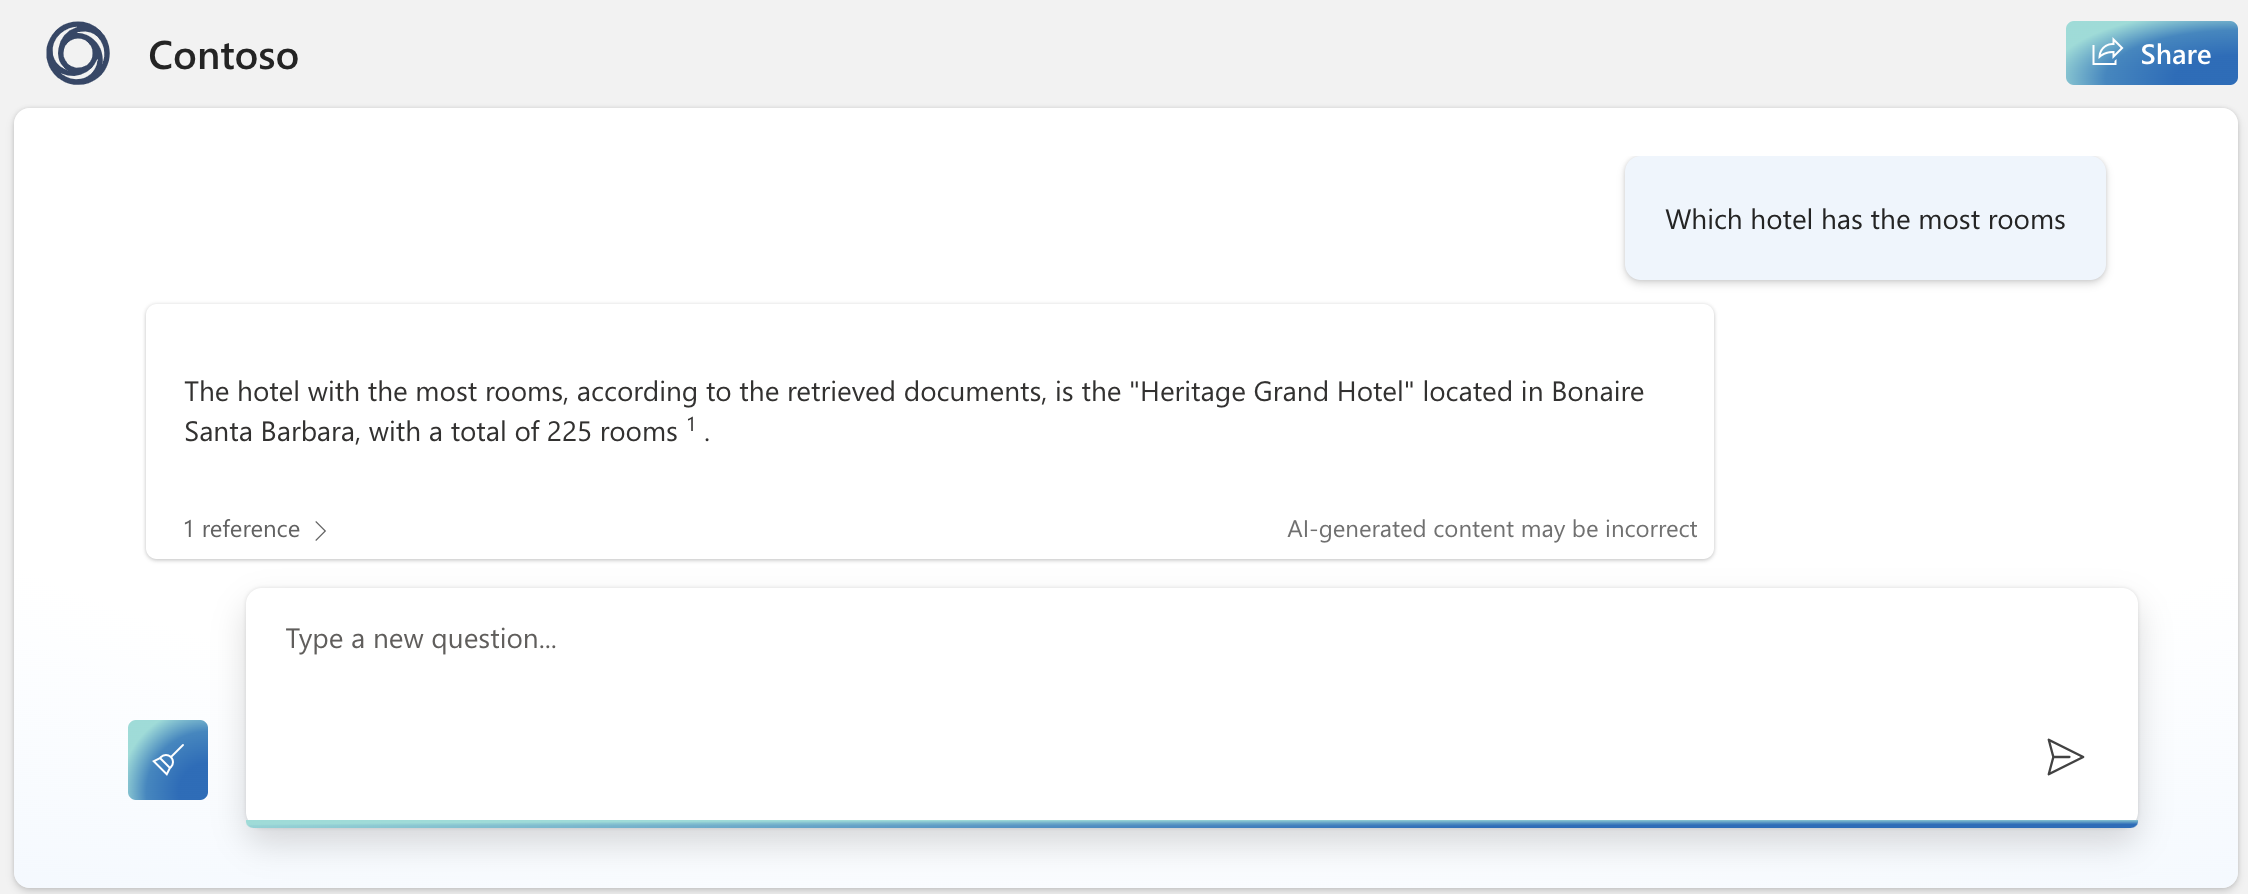 Contoso
Share
Which hotel has the most rooms
The hotel with the most rooms, according to the retrieved documents, is the "Heritage Grand Hotel" located in Bonaire
Santa Barbara, with a total of 225 rooms 1 .
1 reference
AI-generated content may be incorrect
Type a new question...